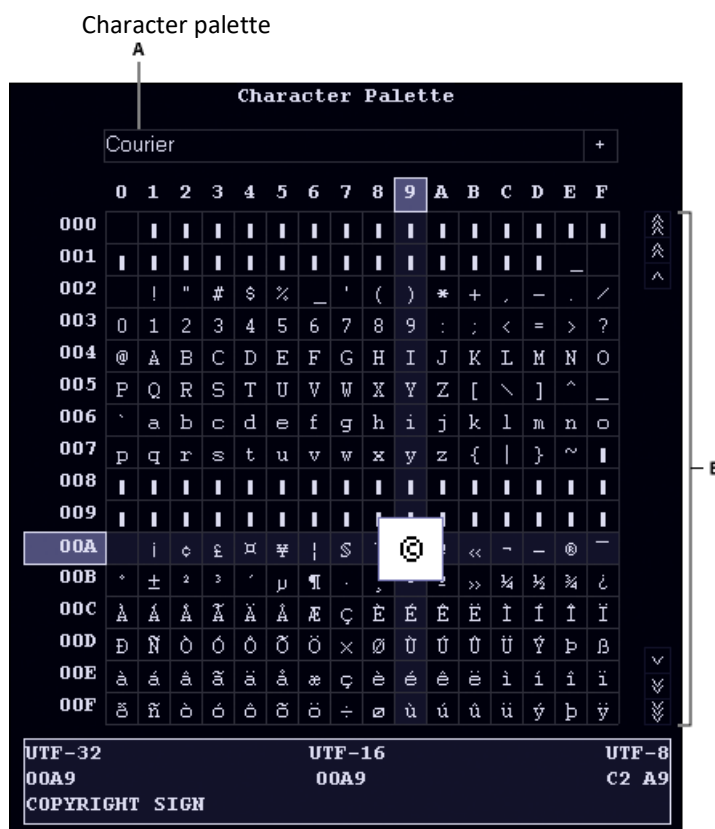 Character palette
A
Character Palette
Courier +
0 1 2 3 4 5 6 7 8 9 A B C D E F
000
001 _
002 ! " # $ % _ ' ( ) * + , – . /
003 0 1 2 3 4 5 6 7 8 9 : ; < = > ?
004 @ A B C D E F G H I J K L M N O
005 P Q R S T U V W X Y Z [ \ ] ^ _
006 ` a b c d e f g h i j k l m n o
007 p q r s t u v w x y z { | } ~
008
009
00A ¡ ¢ £ ¤ ¥ ¦ § © « ¬ – ® ¯
00B ° ± ² ³ ´ µ ¶ · » ¼ ½ ¾ ¿
00C À Á Â Ã Ä Å Æ Ç È É Ê Ë Ì Í Î Ï
00D Ð Ñ Ò Ó Ô Õ Ö × Ø Ù Ú Û Ü Ý Þ ß
00E à á â ã ä å æ ç è é ê ë ì í î ï
00F ð ñ ò ó ô õ ö ÷ ø ù ú û ü ý þ ÿ
UTF-32 UTF-16 UTF-8
00A9 00A9 C2 A9
COPYRIGHT SIGN